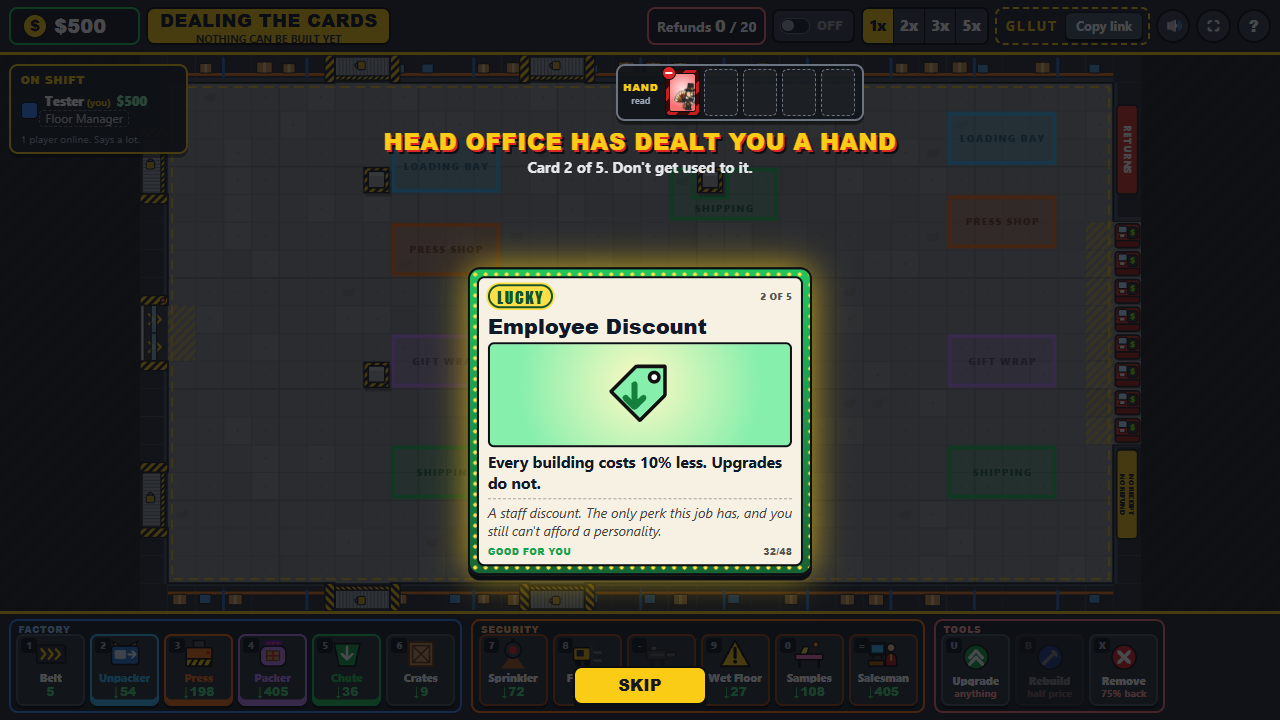 $500
DEALING THE CARDS
NOTHING CAN BE BUILT YET
Refunds 0 / 20
OFF
1x 2x 3x 5x
GLLUT
Copy link
?
ON SHIFT
Tester (you) $500
Floor Manager
1 player online. Says a lot.
HAND
read
HEAD OFFICE HAS DEALT YOU A HAND
Card 2 of 5. Don't get used to it.
LOADING BAY
LOADING BAY
RETURNS
SHIPPING
PRESS SHOP
PRESS SHOP
GIFT WRAP
GIFT WRAP
SHIPPING
LUCKY
2 OF 5
Employee Discount
Every building costs 10% less. Upgrades
do not.
A staff discount. The only perk this job has, and you
still can't afford a personality.
GOOD FOR YOU
32/48
FACTORY
1
Belt
5
2
Unpacker
↓54
3
Press
↓198
4
Packer
↓405
5
Chute
↓36
6
Crates
↓9
SECURITY
7
Sprinkler
↓72
8
9
Wet Floor
↓27
0
Samples
↓108
=
Salesman
↓405
SKIP
TOOLS
U
Upgrade
anything
B
Rebuild
half price
X
Remove
75% back